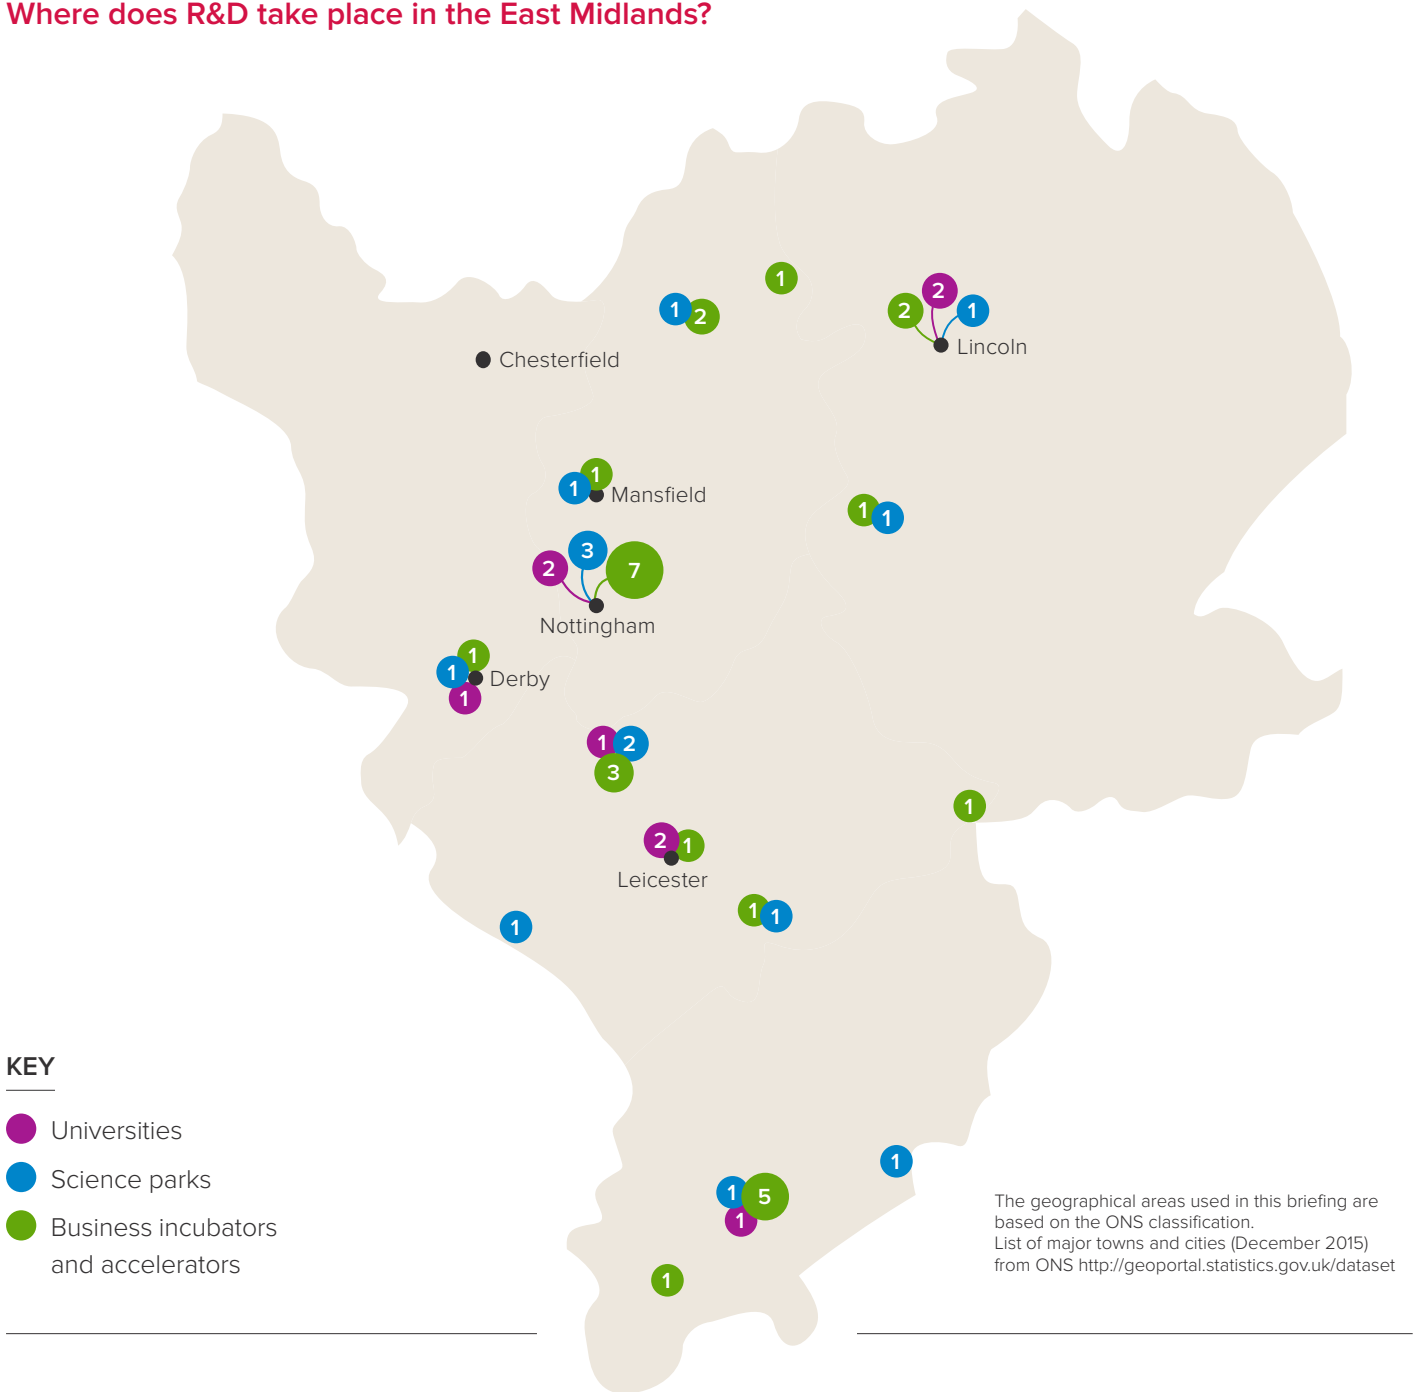 Where does R&D take place in the East Midlands?
1
2
1
2
2
1
Lincoln
Chesterfield
1
1
Mansfield
1
1
2
3
7
Nottingham
1
1
1
Derby
1
2
3
1
2
1
Leicester
1
1
1
1
1
5
1
1
KEY
Universities
Science parks
Business incubators
and accelerators
The geographical areas used in this briefing are
based on the ONS classification.
List of major towns and cities (December 2015)
from ONS http://geoportal.statistics.gov.uk/dataset